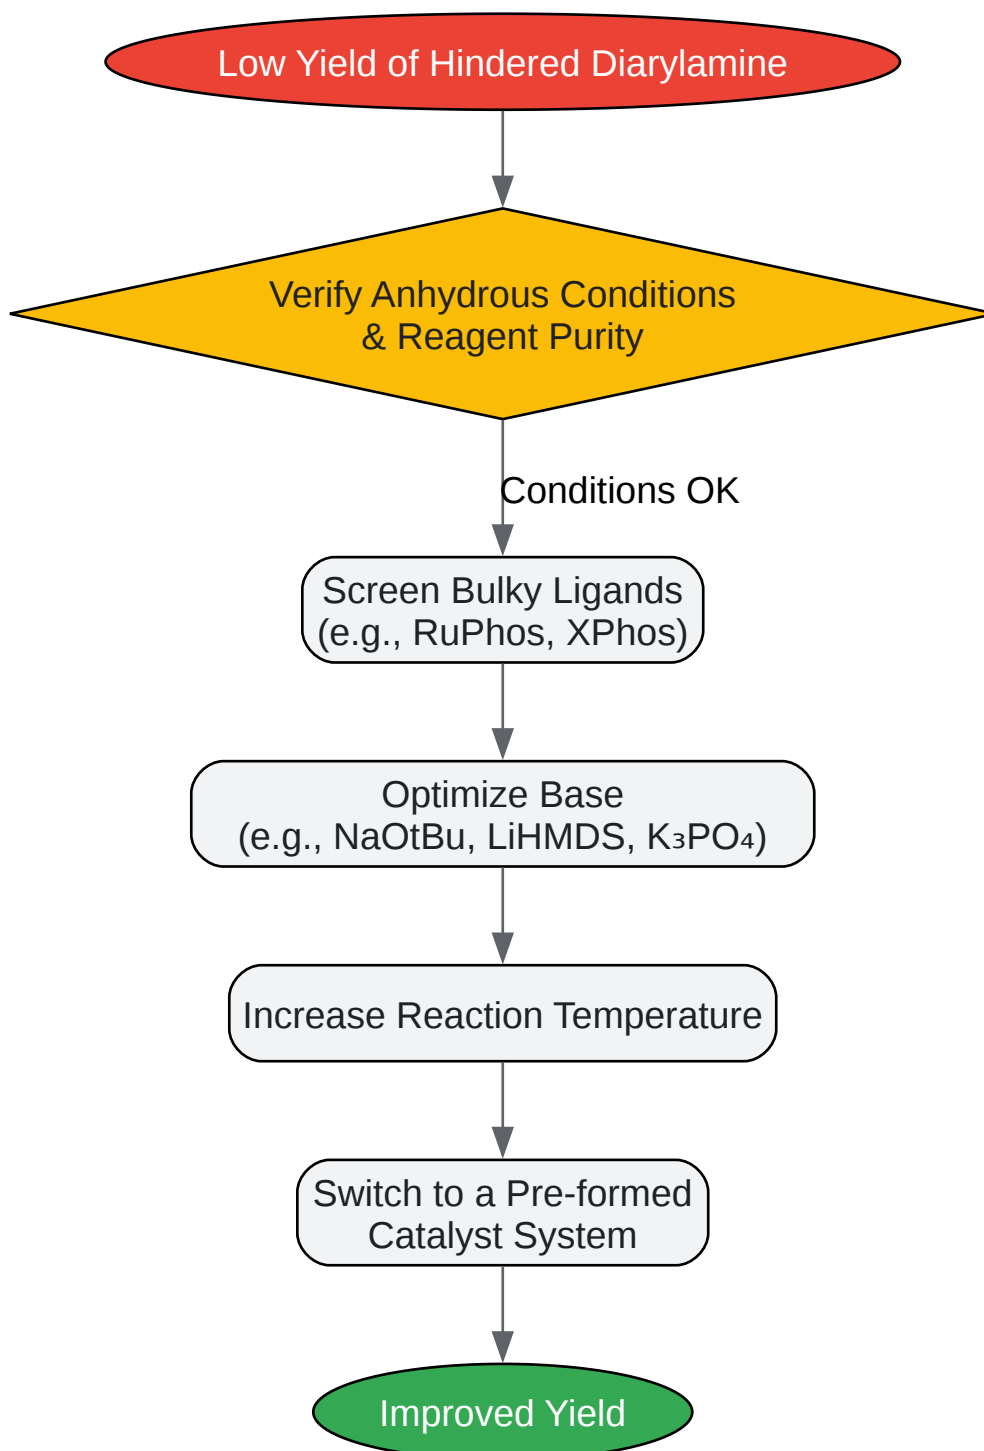 Low Yield of Hindered Diarylamine
Verify Anhydrous Conditions
& Reagent Purity
Conditions OK
Screen Bulky Ligands
(e.g., RuPhos, XPhos)
Optimize Base
(e.g., NaOtBu, LiHMDS, K₃PO₄)
Increase Reaction Temperature
Switch to a Pre-formed
Catalyst System
Improved Yield